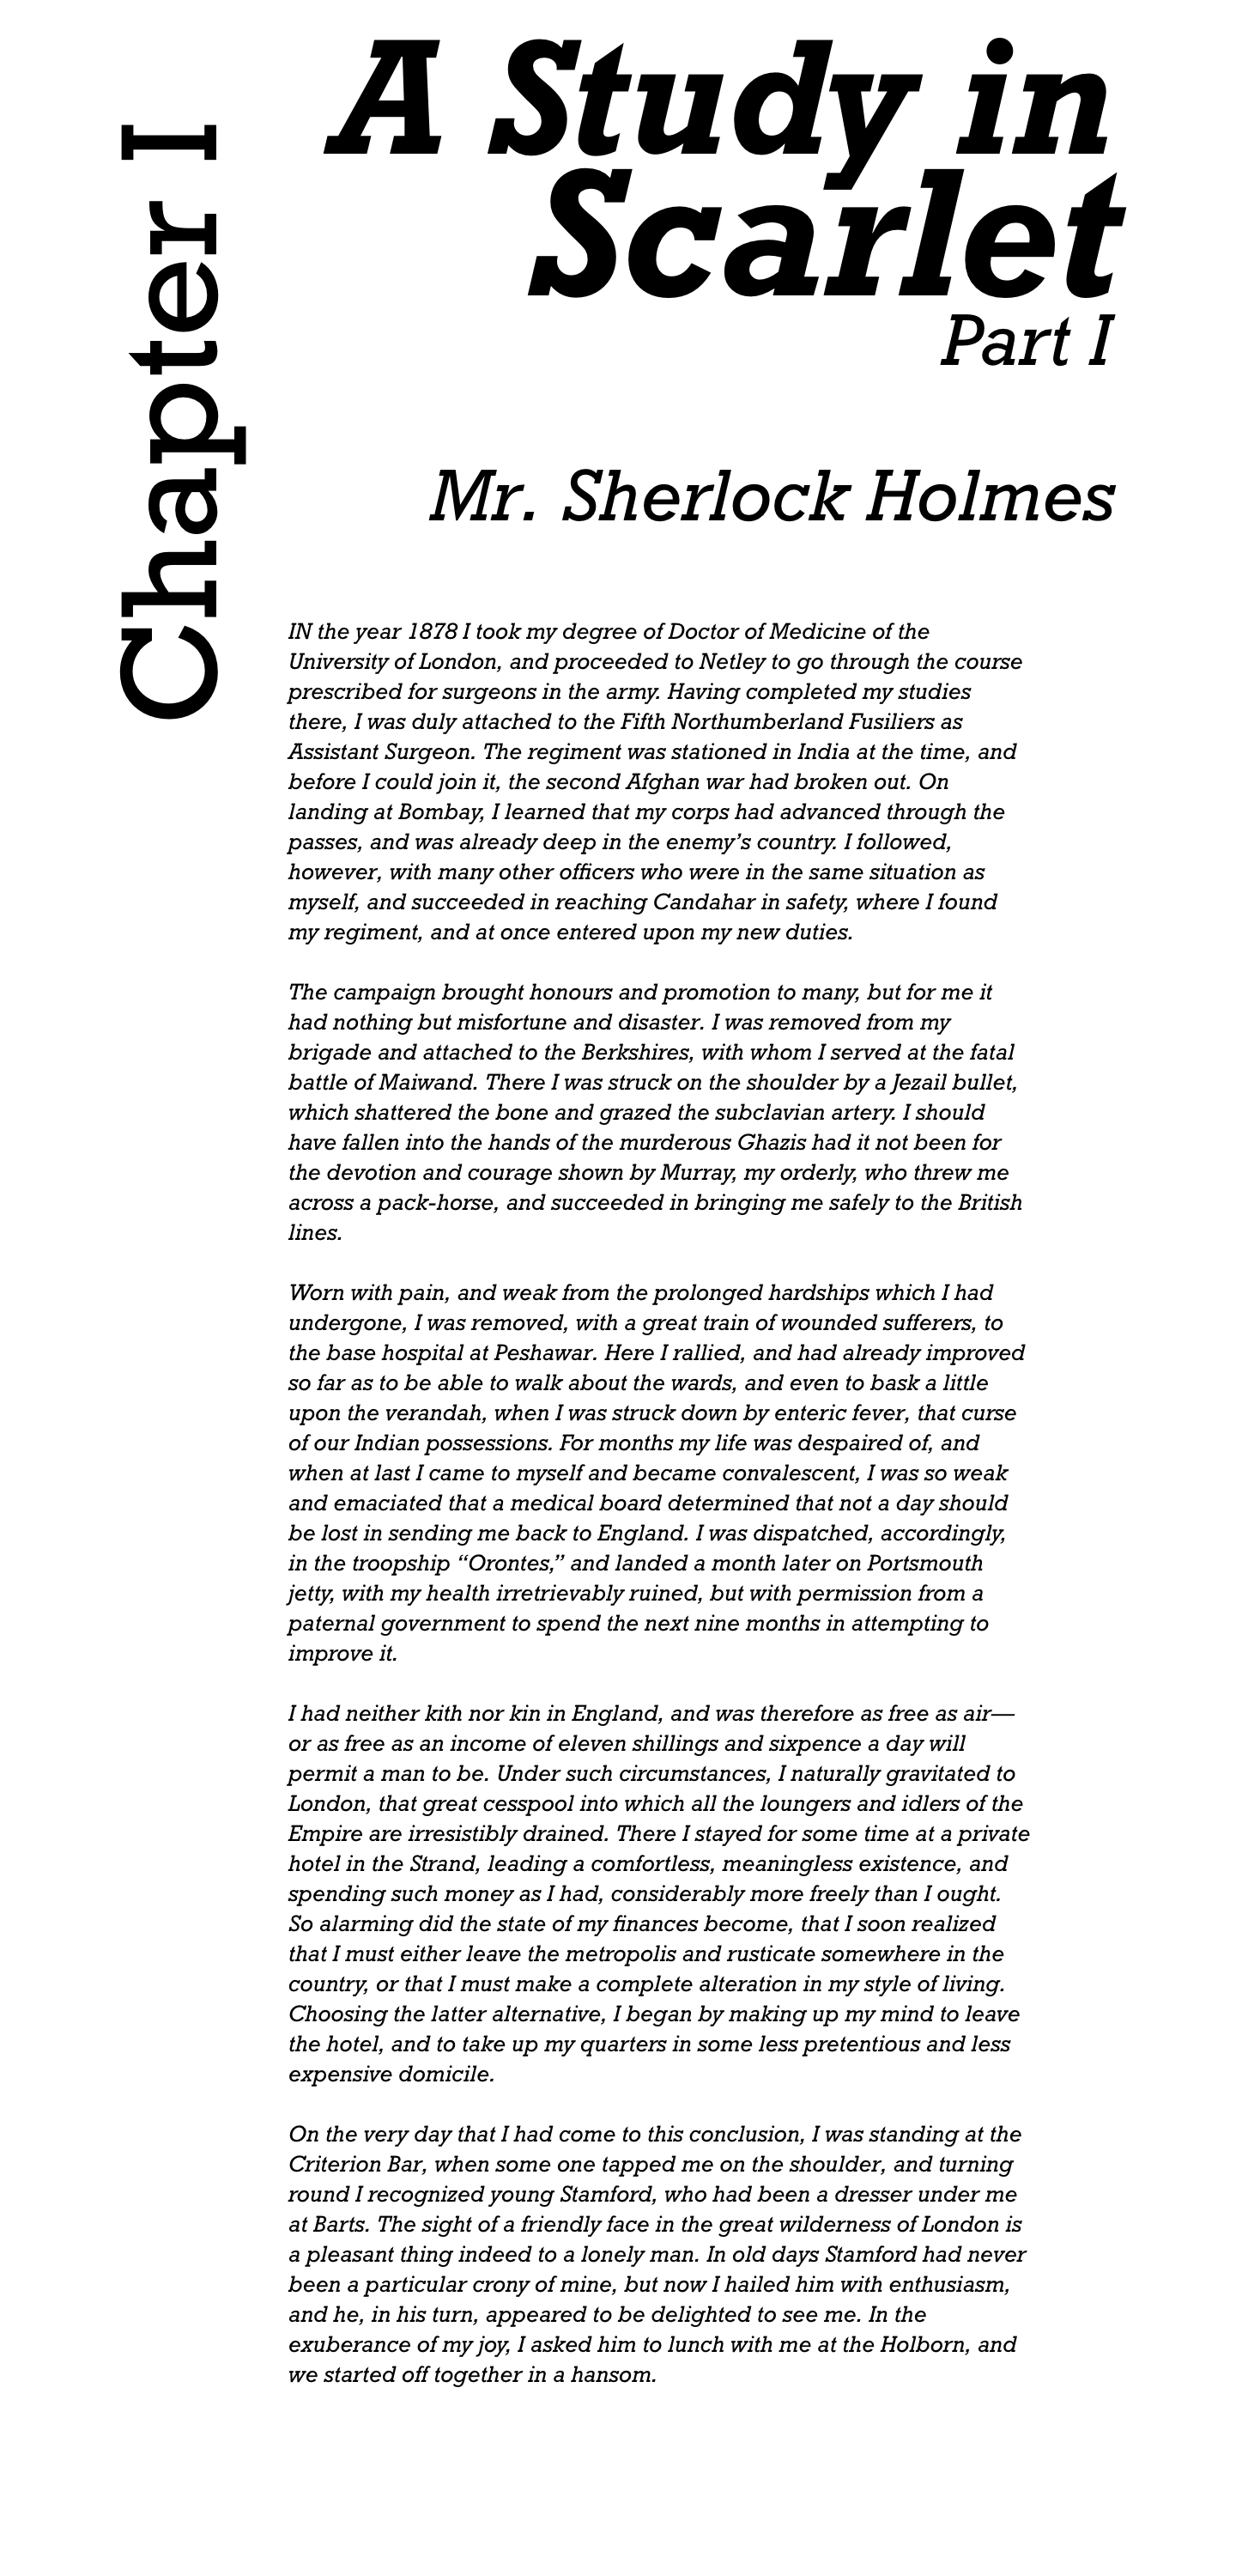 Chapter I
A Study in
Scarlet
Part I
Mr. Sherlock Holmes
IN the year 1878 I took my degree of Doctor of Medicine of the
University of London, and proceeded to Netley to go through the course
prescribed for surgeons in the army. Having completed my studies
there, I was duly attached to the Fifth Northumberland Fusiliers as
Assistant Surgeon. The regiment was stationed in India at the time, and
before I could join it, the second Afghan war had broken out. On
landing at Bombay, I learned that my corps had advanced through the
passes, and was already deep in the enemy’s country. I followed,
however, with many other officers who were in the same situation as
myself, and succeeded in reaching Candahar in safety, where I found
my regiment, and at once entered upon my new duties.

The campaign brought honours and promotion to many, but for me it
had nothing but misfortune and disaster. I was removed from my
brigade and attached to the Berkshires, with whom I served at the fatal
battle of Maiwand. There I was struck on the shoulder by a Jezail bullet,
which shattered the bone and grazed the subclavian artery. I should
have fallen into the hands of the murderous Ghazis had it not been for
the devotion and courage shown by Murray, my orderly, who threw me
across a pack-horse, and succeeded in bringing me safely to the British
lines.

Worn with pain, and weak from the prolonged hardships which I had
undergone, I was removed, with a great train of wounded sufferers, to
the base hospital at Peshawar. Here I rallied, and had already improved
so far as to be able to walk about the wards, and even to bask a little
upon the verandah, when I was struck down by enteric fever, that curse
of our Indian possessions. For months my life was despaired of, and
when at last I came to myself and became convalescent, I was so weak
and emaciated that a medical board determined that not a day should
be lost in sending me back to England. I was dispatched, accordingly,
in the troopship “Orontes,” and landed a month later on Portsmouth
jetty, with my health irretrievably ruined, but with permission from a
paternal government to spend the next nine months in attempting to
improve it.

I had neither kith nor kin in England, and was therefore as free as air—
or as free as an income of eleven shillings and sixpence a day will
permit a man to be. Under such circumstances, I naturally gravitated to
London, that great cesspool into which all the loungers and idlers of the
Empire are irresistibly drained. There I stayed for some time at a private
hotel in the Strand, leading a comfortless, meaningless existence, and
spending such money as I had, considerably more freely than I ought.
So alarming did the state of my finances become, that I soon realized
that I must either leave the metropolis and rusticate somewhere in the
country, or that I must make a complete alteration in my style of living.
Choosing the latter alternative, I began by making up my mind to leave
the hotel, and to take up my quarters in some less pretentious and less
expensive domicile.

On the very day that I had come to this conclusion, I was standing at the
Criterion Bar, when some one tapped me on the shoulder, and turning
round I recognized young Stamford, who had been a dresser under me
at Barts. The sight of a friendly face in the great wilderness of London is
a pleasant thing indeed to a lonely man. In old days Stamford had never
been a particular crony of mine, but now I hailed him with enthusiasm,
and he, in his turn, appeared to be delighted to see me. In the
exuberance of my joy, I asked him to lunch with me at the Holborn, and
we started off together in a hansom.